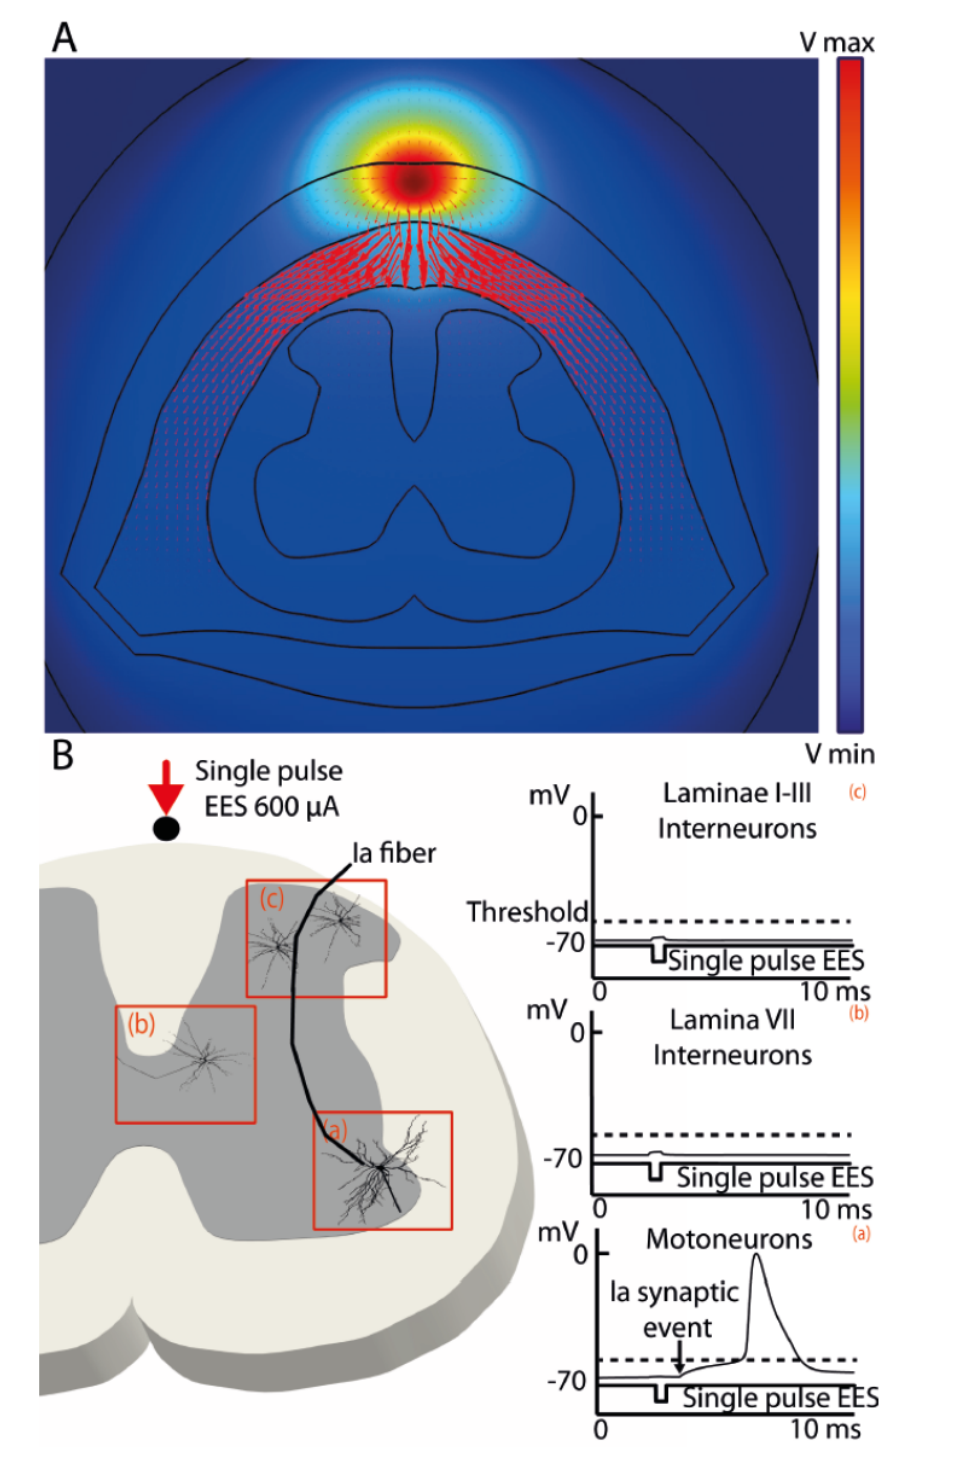 A
V max
V min
B
Single pulse
EES 600 µA
Ia fiber
(c)
(b)
(a)
mV
Laminae I-III
(c)
0
Interneurons
Threshold
-70
Single pulse EES
0
10 ms
mV
(b)
Lamina VII
0
Interneurons
-70
Single pulse EES
0
10 ms
mV
Motoneurons
(a)
0
Ia synaptic
event
-70
Single pulse EES
0
10 ms